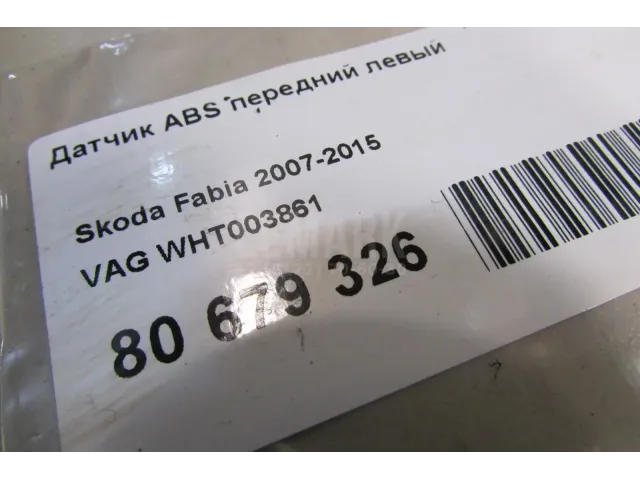 Датчик ABS передний левый
Skoda Fabia 2007-2015
VAG WHT003861
80 679 326